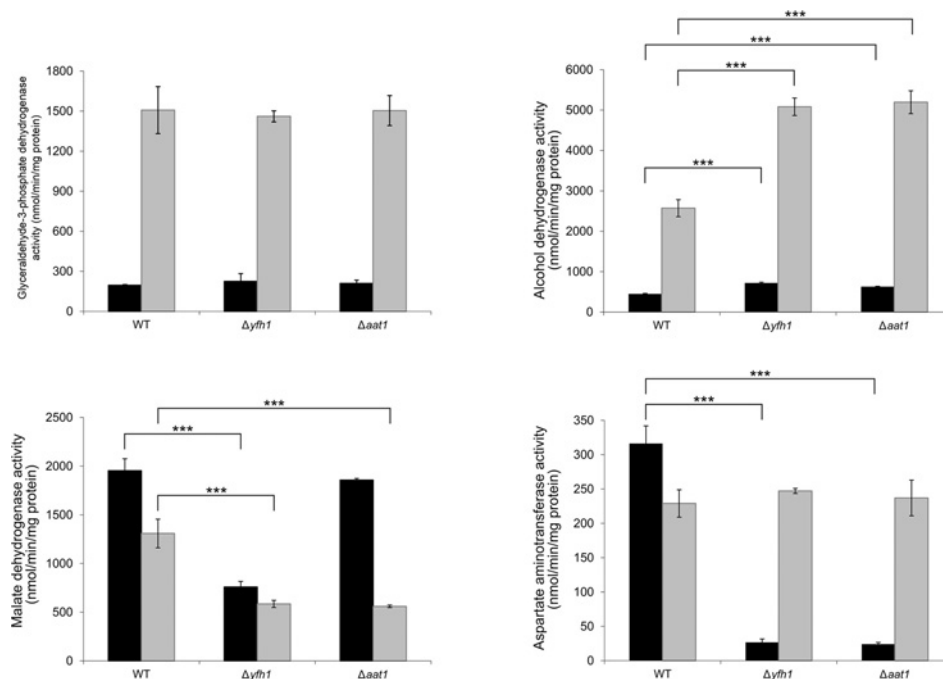 Glyceraldehyde-3-phosphate dehydrogenase
activity (nmol/min/mg protein)
1800
1500
1200
900
600
300
0
WT
Δyfh1
Δaat1
***
***
***
***
Alcohol dehydrogenase activity
(nmol/min/mg protein)
6000
5000
4000
3000
2000
1000
0
WT
Δyfh1
Δaat1
***
***
***
Malate dehydrogenase activity
(nmol/min/mg protein)
2500
2000
1500
1000
500
0
WT
Δyfh1
Δaat1
***
***
Aspartate aminotransferase activity
(nmol/min/mg protein)
350
300
250
200
150
100
50
0
WT
Δyfh1
Δaat1